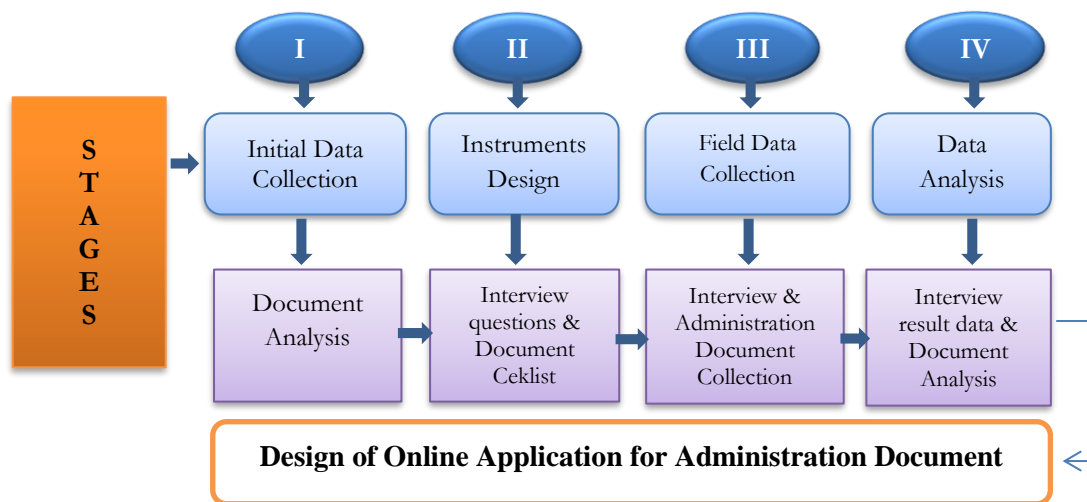 I
II
III
IV
S
T
A
G
E
S
Initial Data
Collection
Instruments
Design
Field Data
Collection
Data
Analysis
Document
Analysis
Interview
questions &
Document
Ceklist
Interview &
Administration
Document
Collection
Interview
result data &
Document
Analysis
Design of Online Application for Administration Document